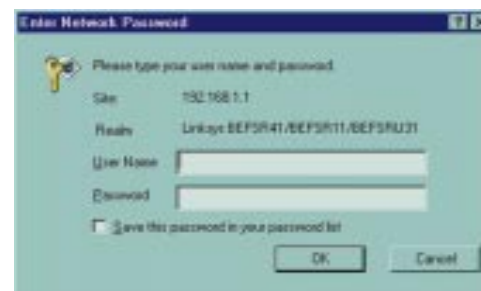 Enter Network Password
Please type your user name and password.
Site: 192.168.1.1
Realm Linksys BEFSR41/BEFSR11/BEFSRU31
User Name
Password
Save this password in your password list
OK Cancel